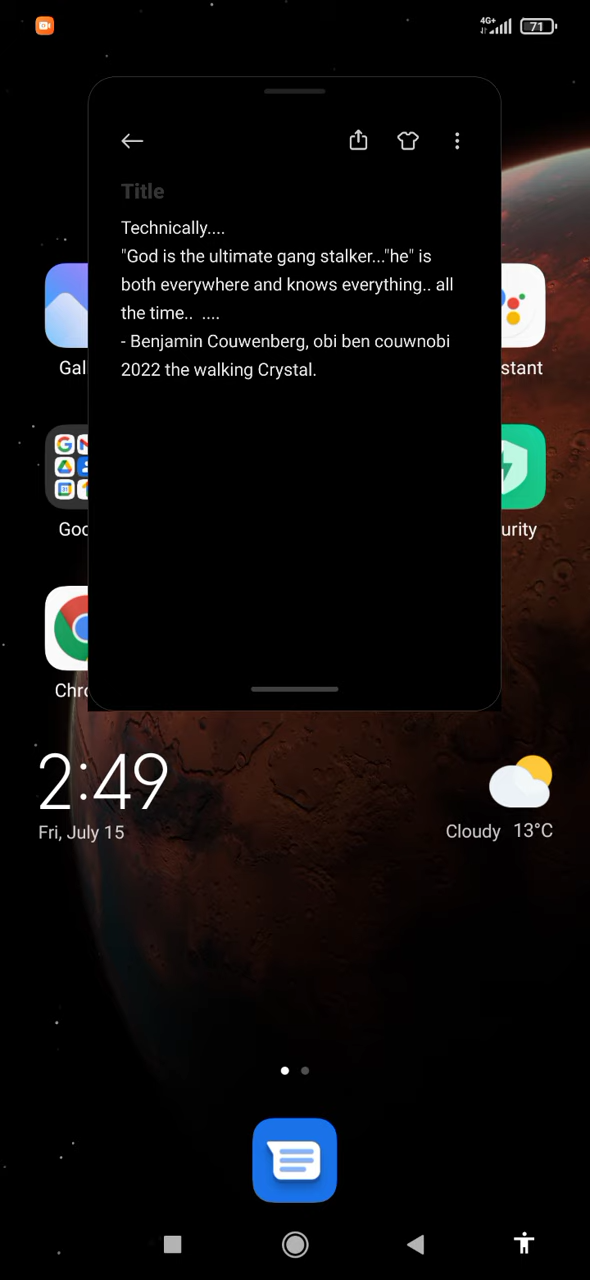 4G+
71
Title
Technically....
"God is the ultimate gang stalker..."he" is
both everywhere and knows everything.. all
the time..  ....
- Benjamin Couwenberg, obi ben couwnobi
2022 the walking Crystal.
Gal
stant
Goo
urity
Chro
2:49
Fri, July 15
Cloudy 13°C